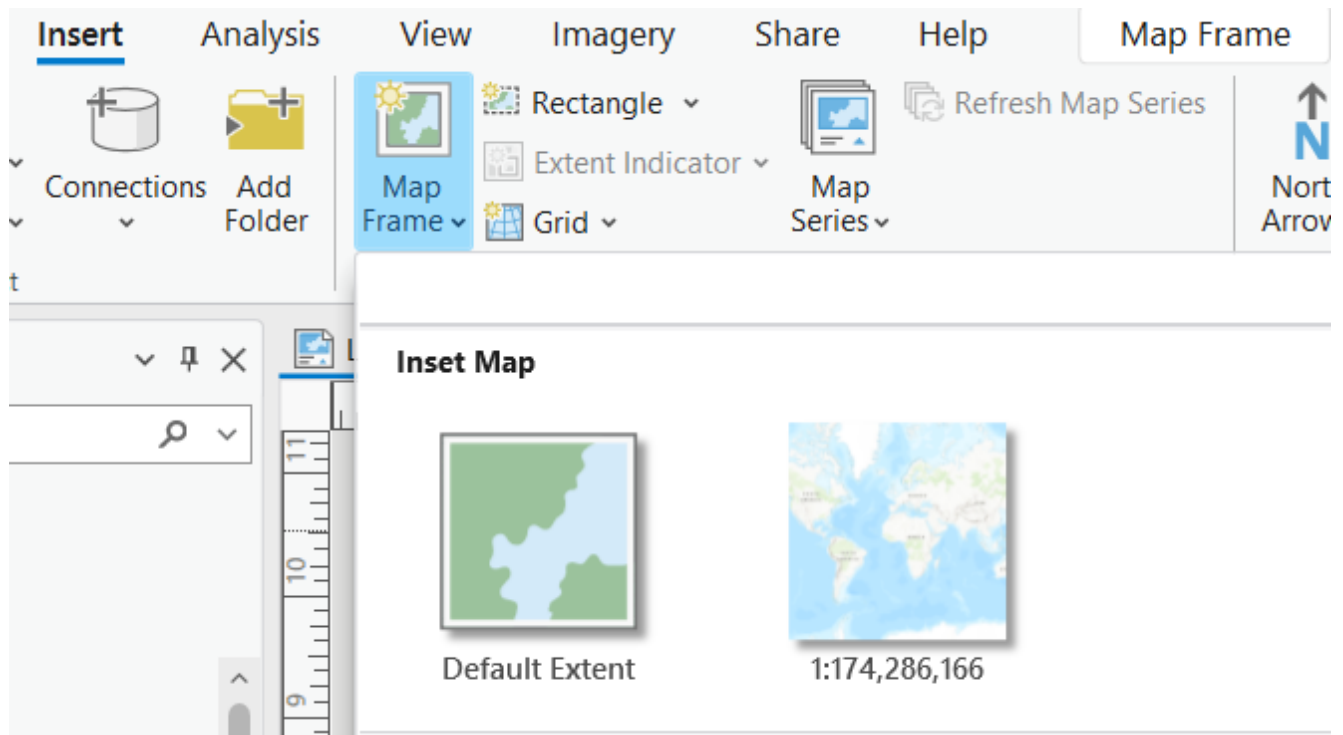 Insert Analysis View Imagery Share Help Map Frame
Rectangle
Refresh Map Series
Extent Indicator
Connections Add Folder
Map Frame
Grid
Map Series
Inset Map
Default Extent
1:174,286,166
11
10
9